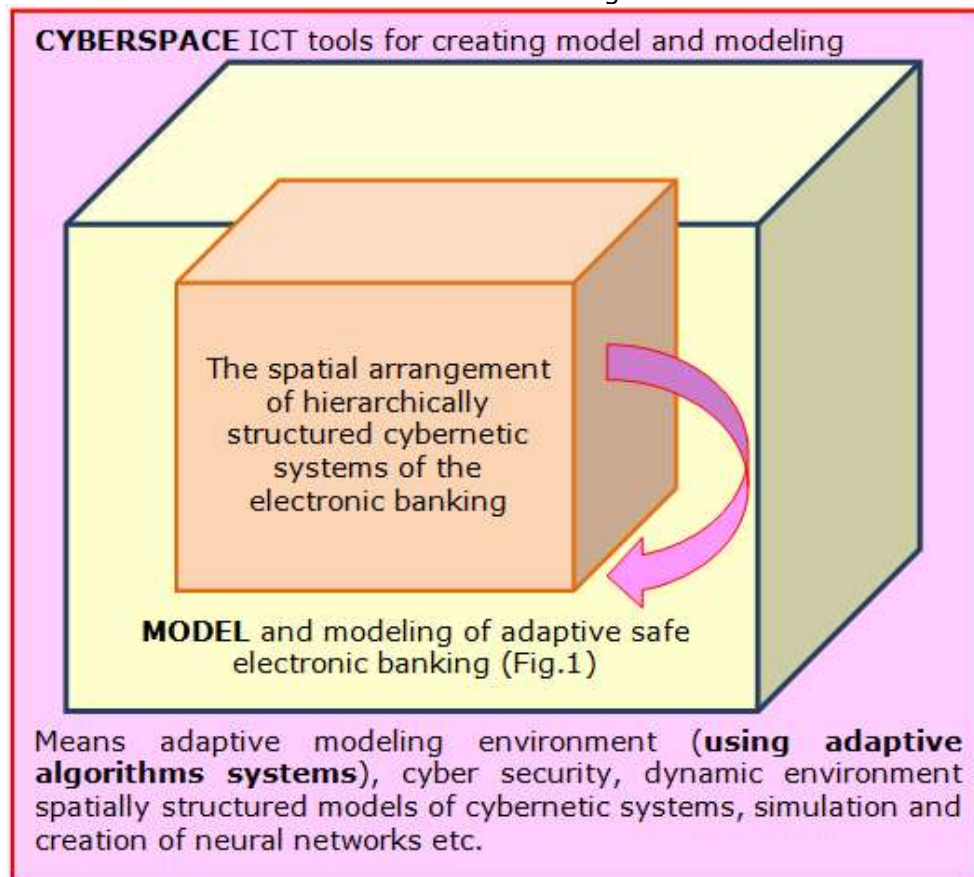 CYBERSPACE ICT tools for creating model and modeling
The spatial arrangement
of hierarchically
structured cybernetic
systems of the
electronic banking
MODEL and modeling of adaptive safe
electronic banking (Fig.1)
Means adaptive modeling environment (using adaptive
algorithms systems), cyber security, dynamic environment
spatially structured models of cybernetic systems, simulation and
creation of neural networks etc.